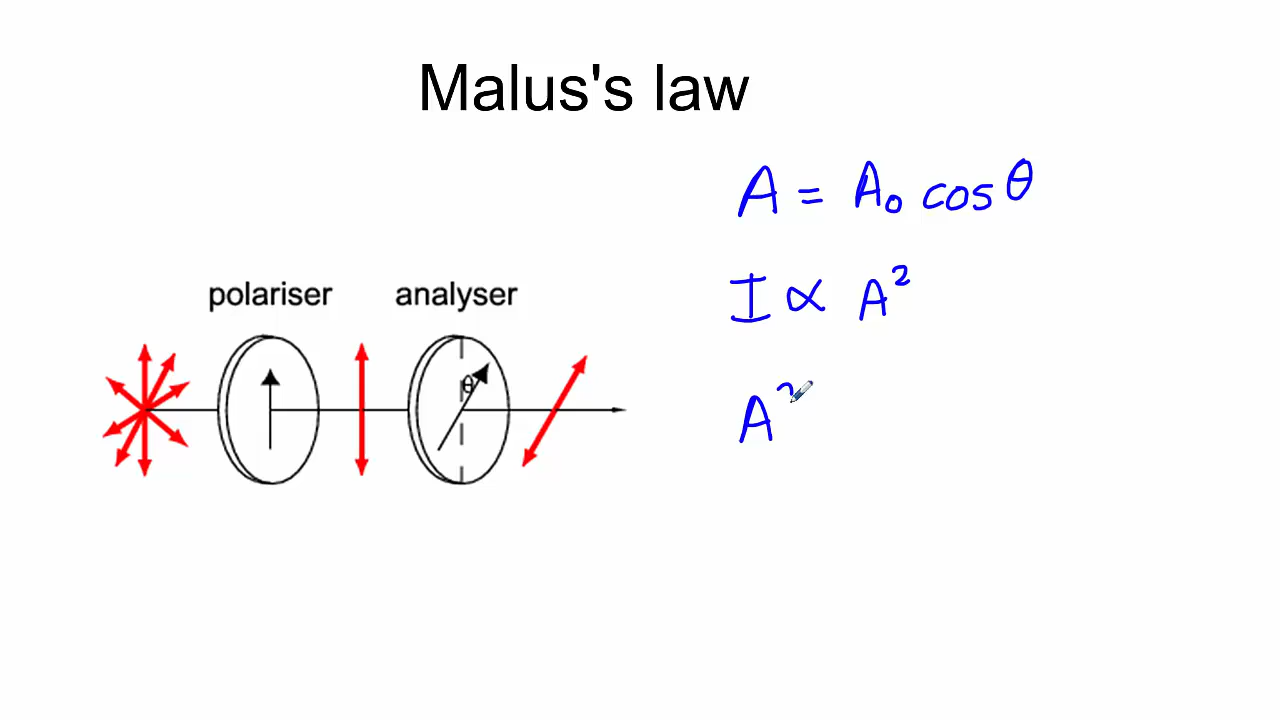 Malus's law
A = A₀ cos θ
I ∝ A²
polariser
analyser
θ
A²